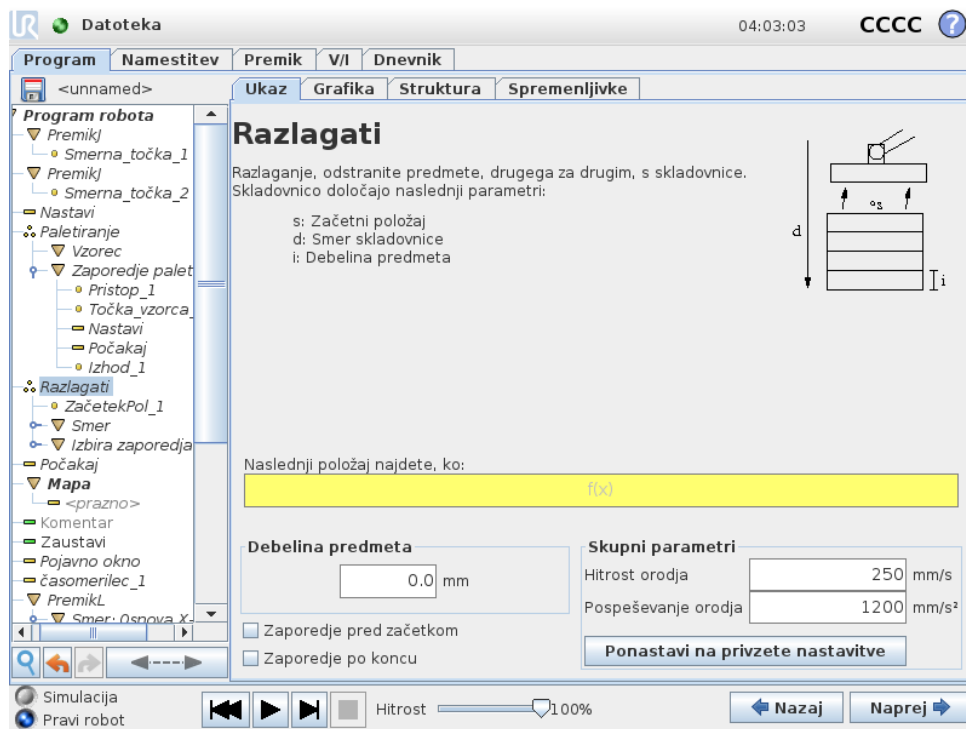 UR Datoteka 04:03:03 CCCC ?
Program Namestitev Premik V/I Dnevnik
<unnamed>
Ukaz Grafika Struktura Spremenljivke
Program robota
PremikJ
Smerna_točka_1
PremikJ
Smerna_točka_2
Nastavi
Paletiranje
Vzorec
Zaporedje palet
Pristop_1
Točka_vzorca_
Nastavi
Počakaj
Izhod_1
Razlagati
ZačetekPol_1
Smer
Izbira zaporedja
Počakaj
Mapa
<prazno>
Komentar
Zaustavi
Pojavno okno
časomerilec_1
PremikL
Smer: Osnova X-
Razlagati
Razlaganje, odstranite predmete, drugega za drugim, s skladovnice.
Skladovnico določajo naslednji parametri:
s: Začetni položaj
d: Smer skladovnice
i: Debelina predmeta
d
s
i
Naslednji položaj najdete, ko:
f(x)
Debelina predmeta
0.0 mm
Zaporedje pred začetkom
Zaporedje po koncu
Skupni parametri
Hitrost orodja 250 mm/s
Pospeševanje orodja 1200 mm/s²
Ponastavi na privzete nastavitve
Simulacija
Pravi robot
Hitrost 100%
Nazaj Naprej